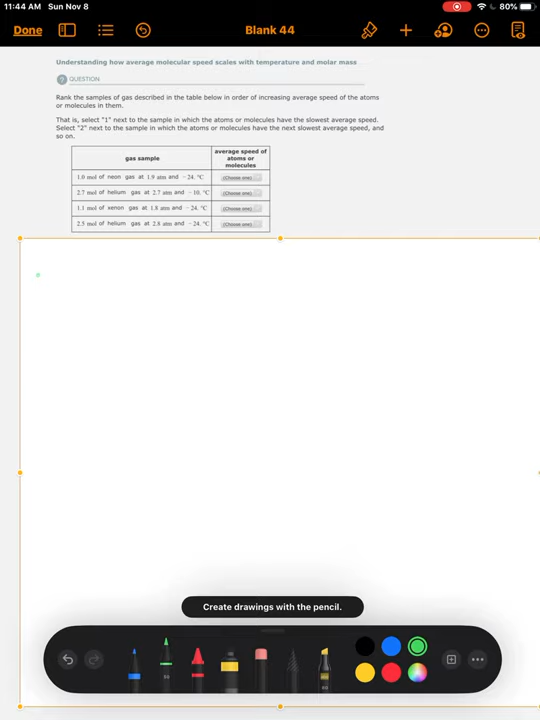 11:44 AM Sun Nov 8
80%
Done
Blank 44
Understanding how average molecular speed scales with temperature and molar mass
? QUESTION
Rank the samples of gas described in the table below in order of increasing average speed of the atoms
or molecules in them.
That is, select "1" next to the sample in which the atoms or molecules have the slowest average speed.
Select "2" next to the sample in which the atoms or molecules have the next slowest average speed, and
so on.
gas sample
average speed of
atoms or
molecules
1.0 mol of neon gas at 1.9 atm and −24. °C (Choose one)
2.7 mol of helium gas at 2.7 atm and −10. °C (Choose one)
1.1 mol of xenon gas at 1.8 atm and −24. °C (Choose one)
2.5 mol of helium gas at 2.8 atm and −24. °C (Choose one)
Create drawings with the pencil.